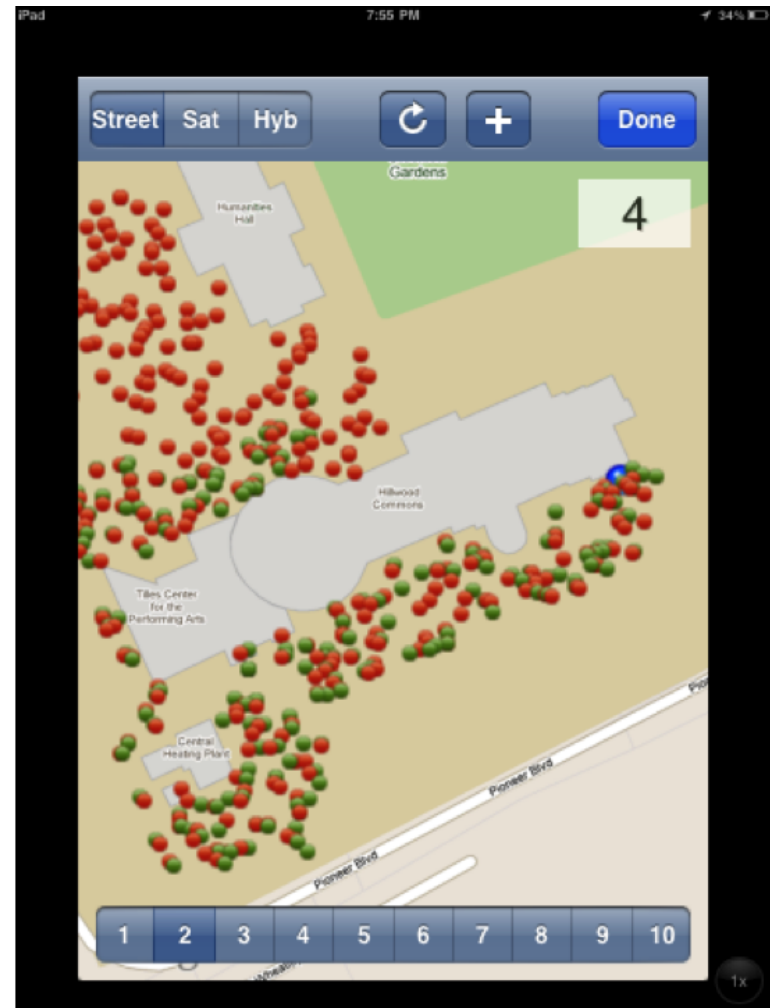 iPad 7:55 PM 34%
Street Sat Hyb + Done
Gardens
4
Humanities
Hall
Hillwood
Commons
Tilles Center
for the
Performing Arts
Central
Heating Plant
Pioneer Blvd
Pioneer Blvd
1 2 3 4 5 6 7 8 9 10
1x